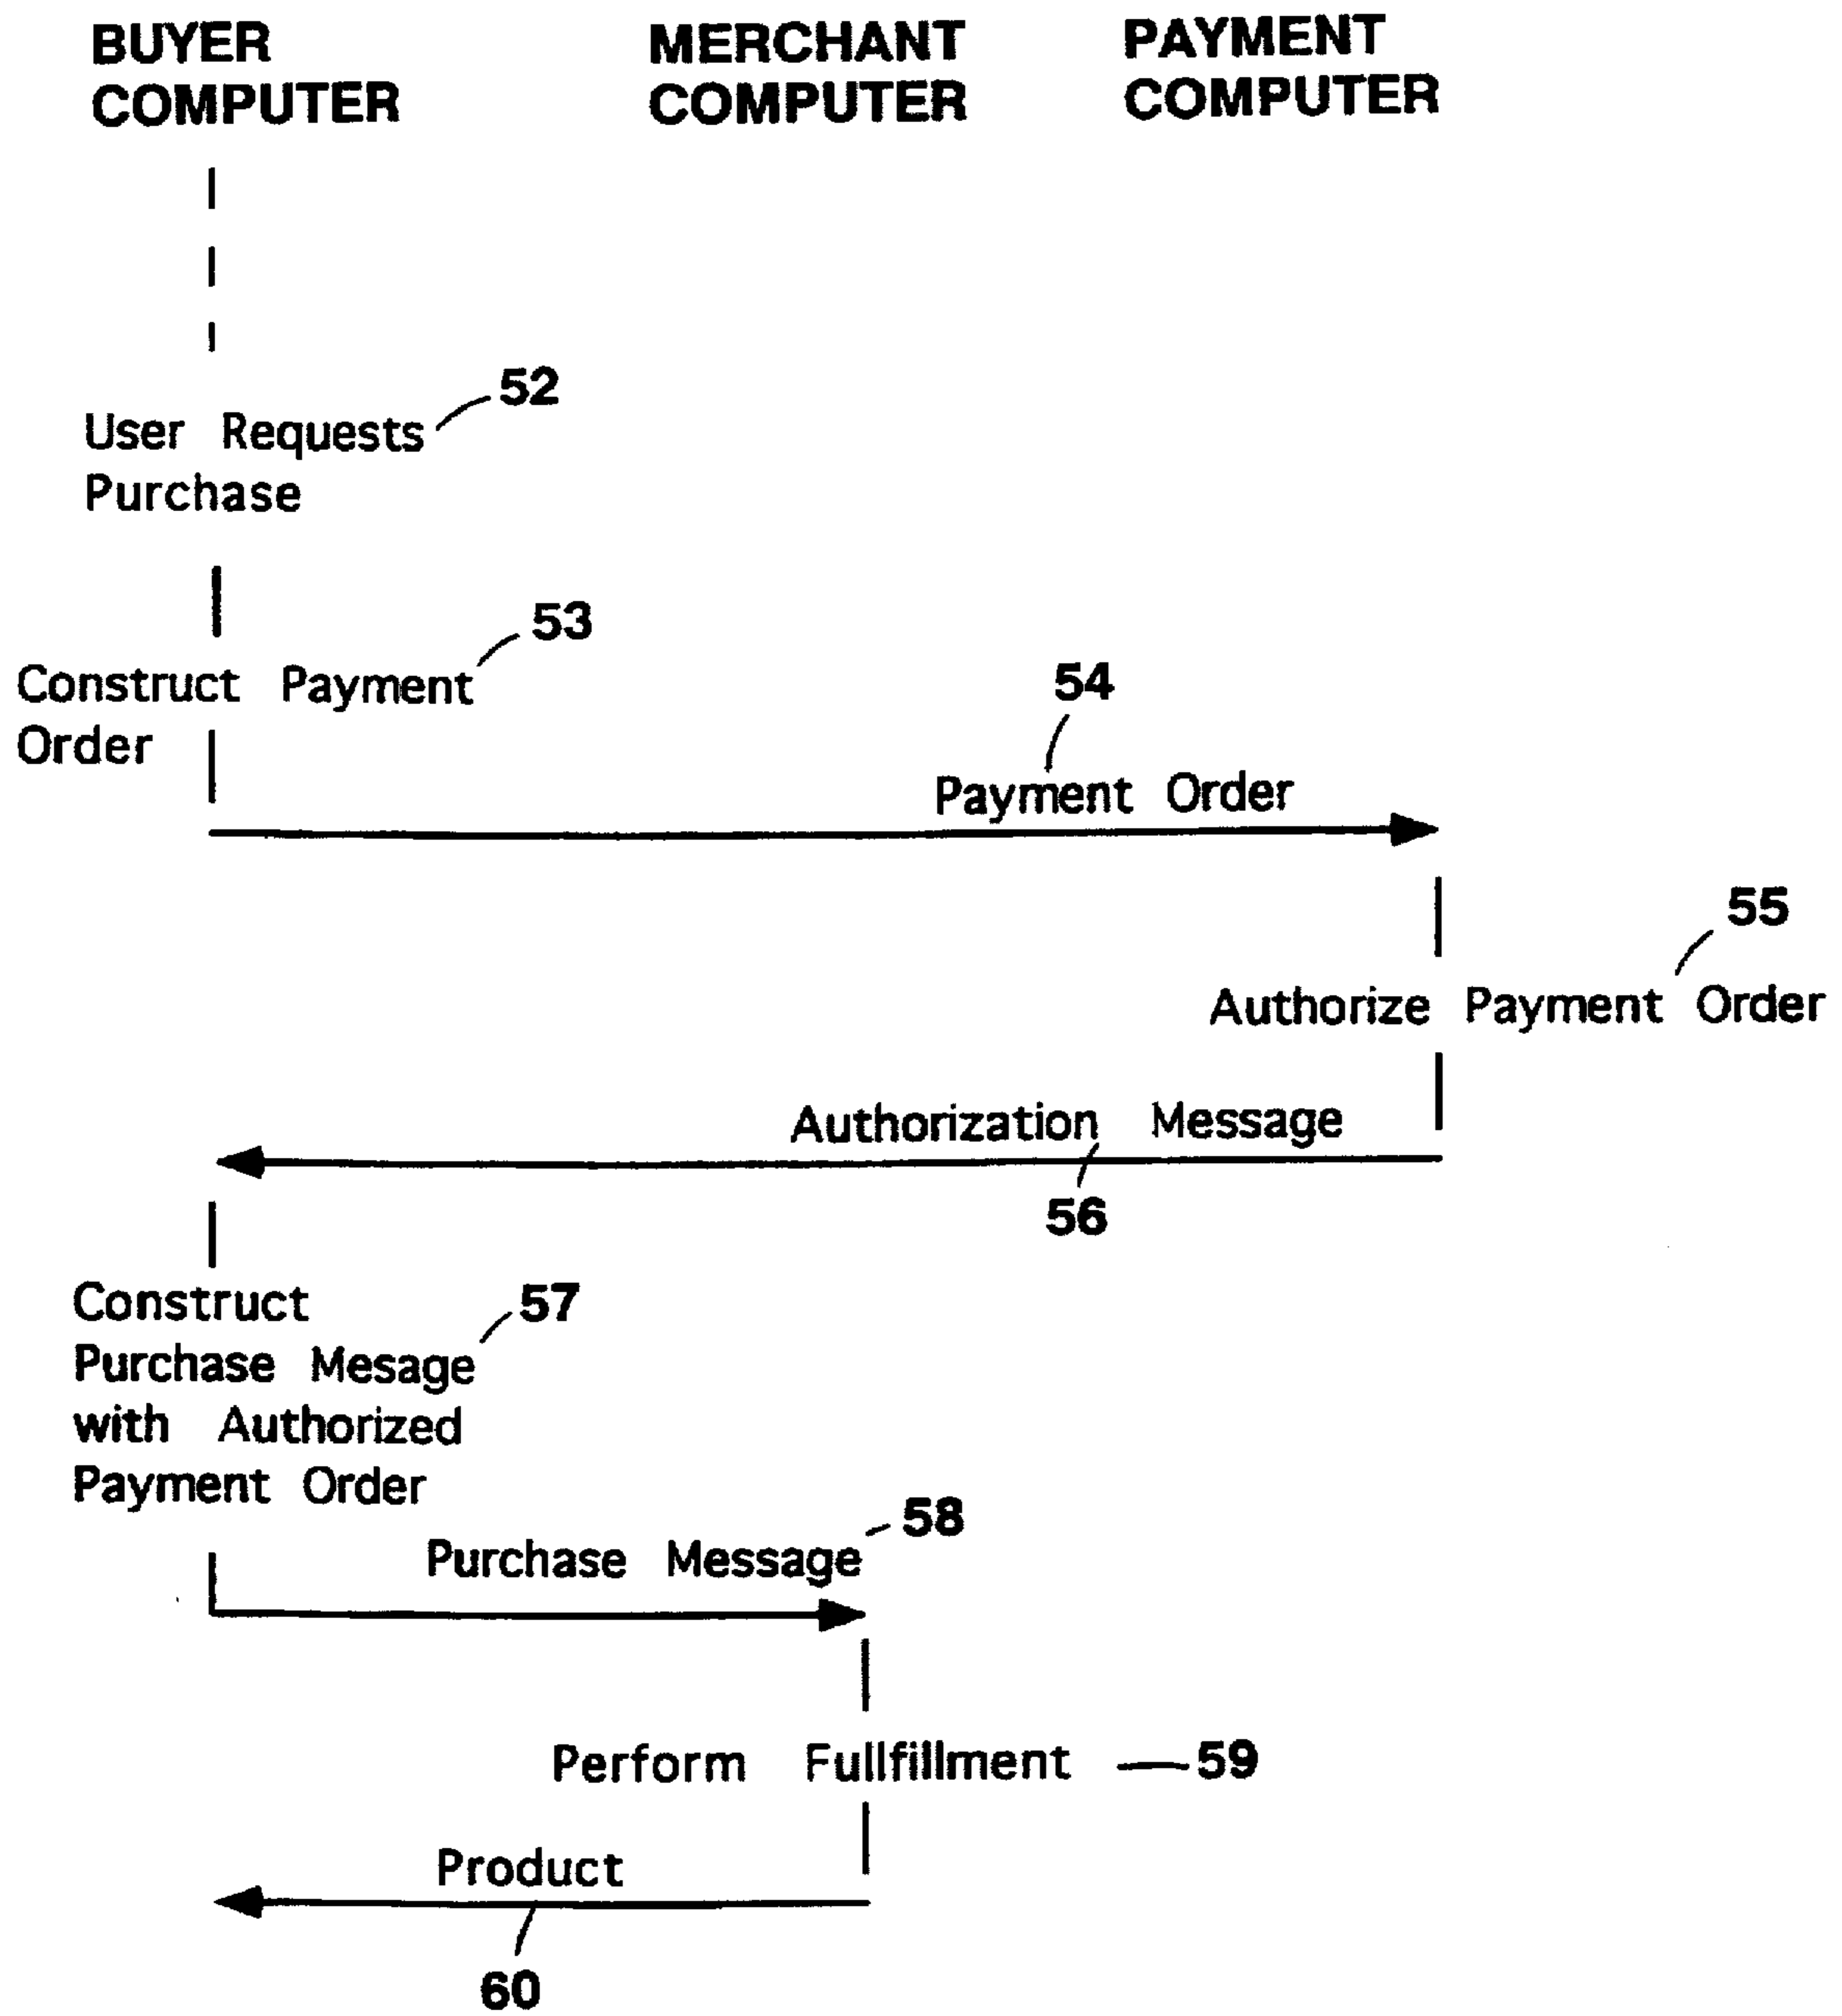 BUYER
COMPUTER
MERCHANT
COMPUTER
PAYMENT
COMPUTER
52
User Requests
Purchase
53
Construct Payment
Order
54
Payment Order
55
Authorize Payment Order
Authorization Message
56
Construct
57
Purchase Mesage
with Authorized
Payment Order
58
Purchase Message
Perform Fullfillment
59
Product
60